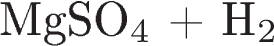 MgSO₄ + H₂